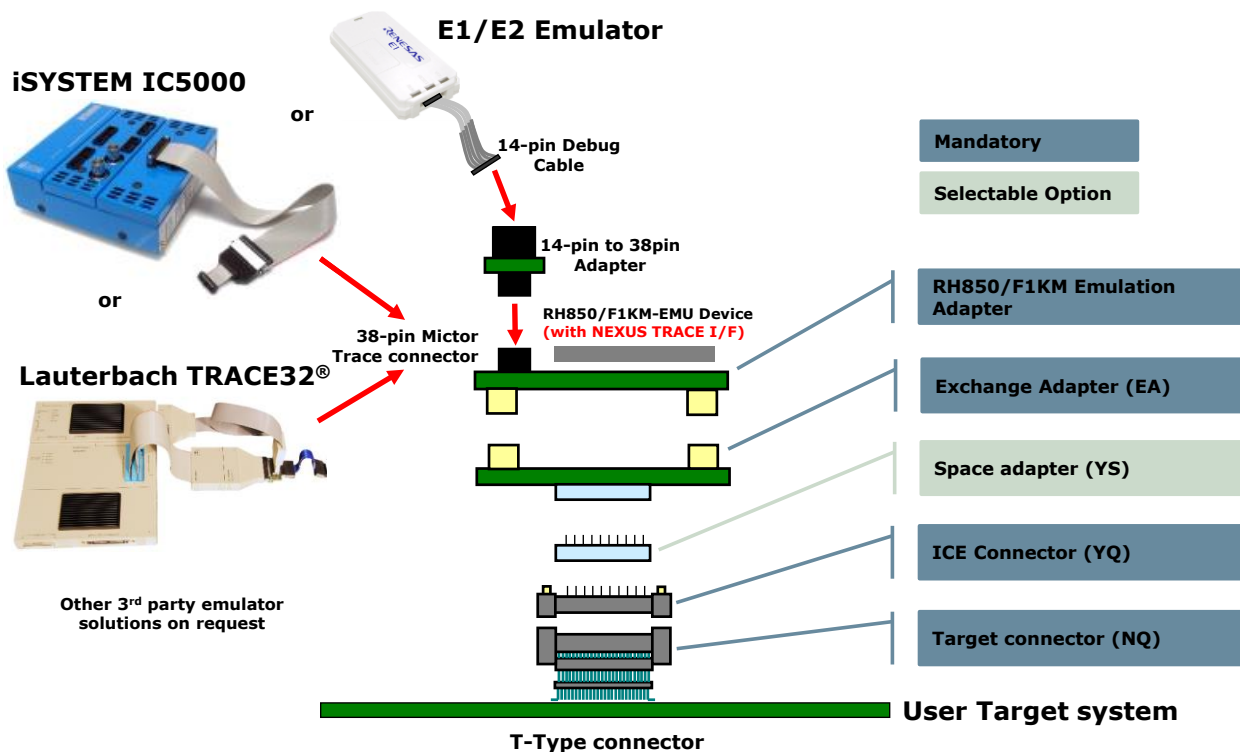 E1/E2 Emulator
RENESAS
E1
iSYSTEM IC5000
or
14-pin Debug
Cable
Mandatory
Selectable Option
14-pin to 38pin
Adapter
or
RH850/F1KM Emulation
Adapter
RH850/F1KM-EMU Device
(with NEXUS TRACE I/F)
38-pin Mictor
Trace connector
Lauterbach TRACE32®
Exchange Adapter (EA)
Space adapter (YS)
ICE Connector (YQ)
Other 3rd party emulator
solutions on request
Target connector (NQ)
User Target system
T-Type connector